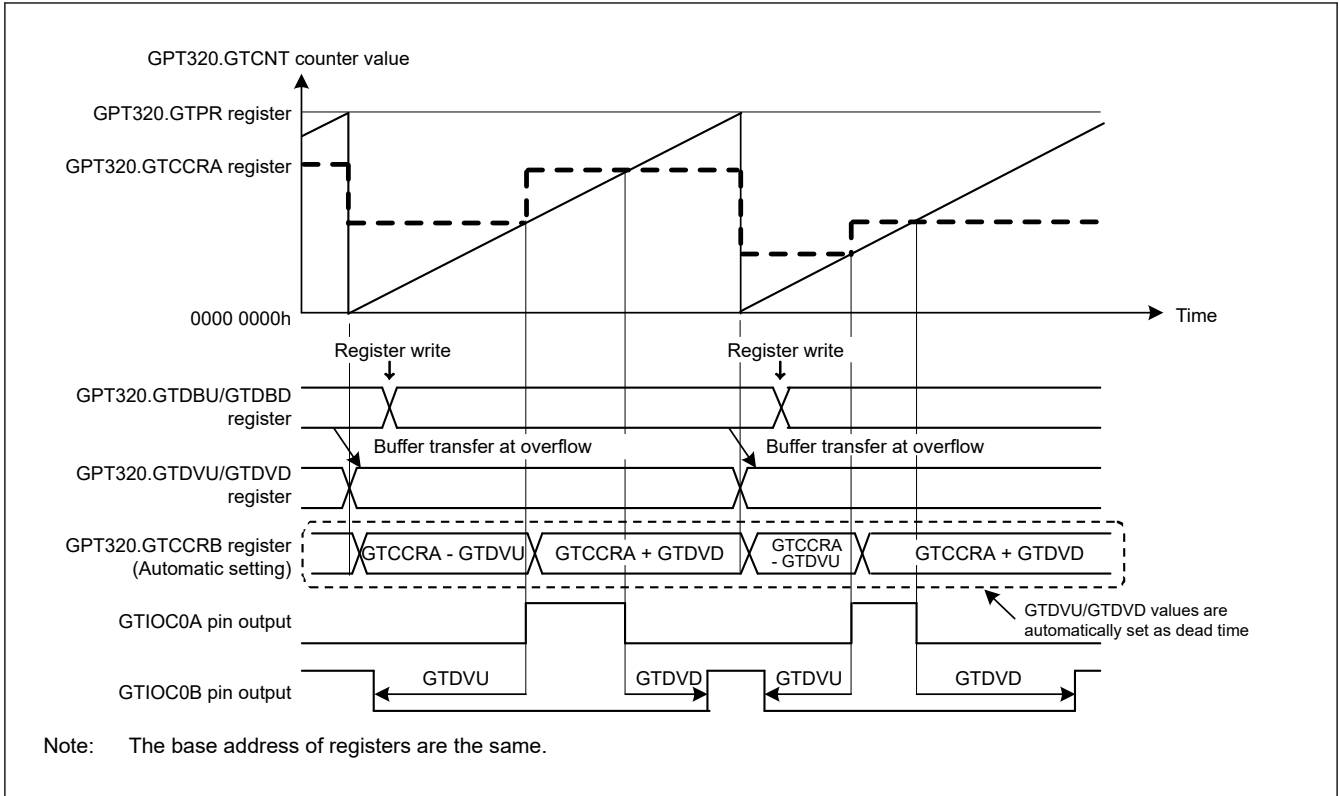 GPT320.GTCNT counter value
GPT320.GTPR register
GPT320.GTCCRA register
0000 0000h
Time
Register write
Register write
GPT320.GTDBU/GTDBD
register
Buffer transfer at overflow
Buffer transfer at overflow
GPT320.GTDVU/GTDVD
register
GPT320.GTCCRB register
(Automatic setting)
GTCCRA - GTDVU
GTCCRA + GTDVD
GTCCRA
- GTDVU
GTCCRA + GTDVD
GTIOC0A pin output
GTDVU/GTDVD values are
automatically set as dead time
GTIOC0B pin output
GTDVU
GTDVD
GTDVU
GTDVD
Note: The base address of registers are the same.